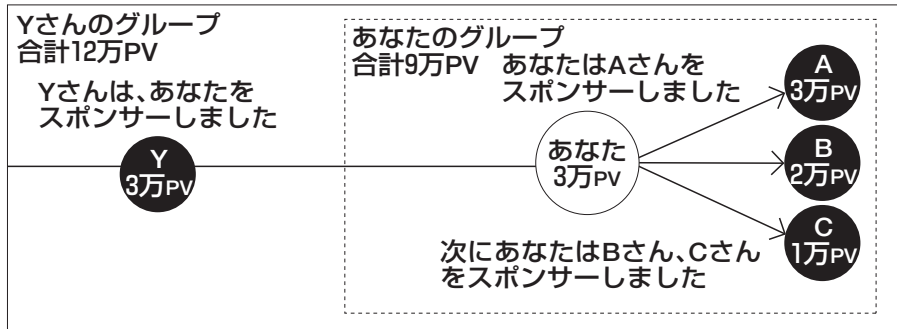 Yさんのグループ
合計12万PV
Yさんは、あなたを
スポンサーしました
Y
3万PV
あなたのグループ
合計9万PV
あなたはAさんを
スポンサーしました
あなた
3万PV
A
3万PV
B
2万PV
C
1万PV
次にあなたはBさん、Cさん
をスポンサーしました